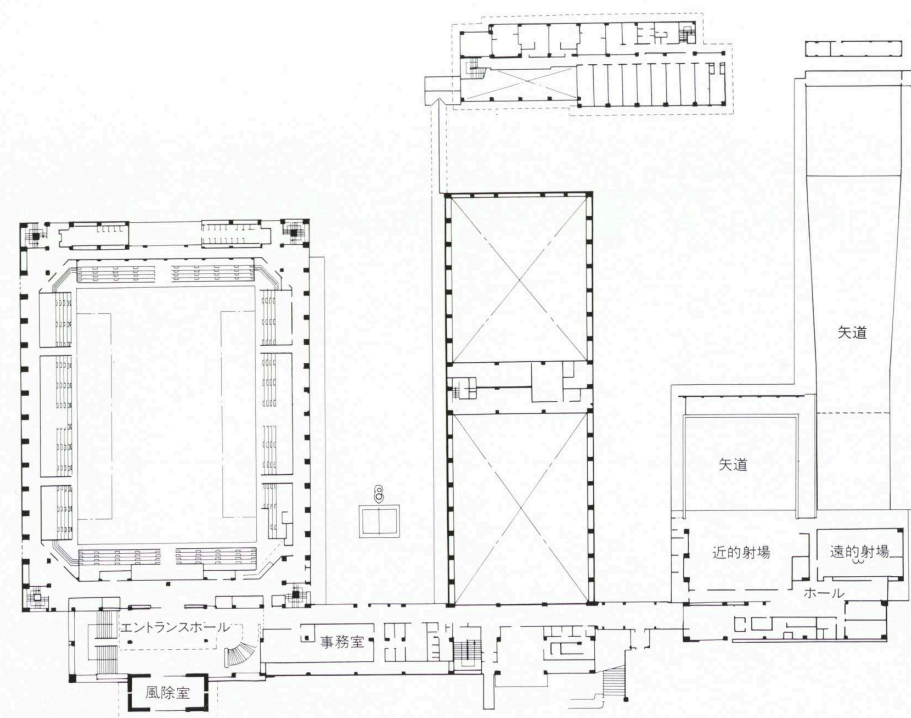 矢道
矢道
近的射場
遠的射場
ホール
エントランスホール
事務室
風除室